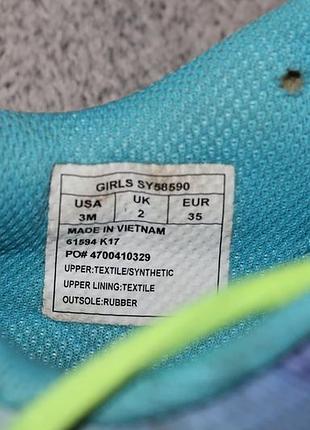 GIRLS SY58590
USA UK EUR
3M 2 35
MADE IN VIETNAM
61594 K17
PO# 4700410329
UPPER:TEXTILE/SYNTHETIC
UPPER LINING:TEXTILE
OUTSOLE:RUBBER